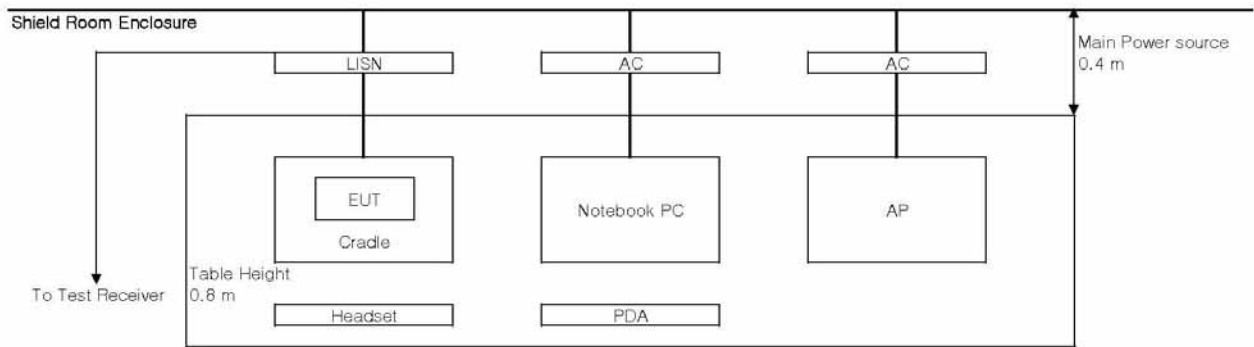 Shield Room Enclosure
LISN
AC
AC
Main Power source
0.4 m
EUT
Cradle
Notebook PC
AP
Table Height
0.8 m
To Test Receiver
Headset
PDA